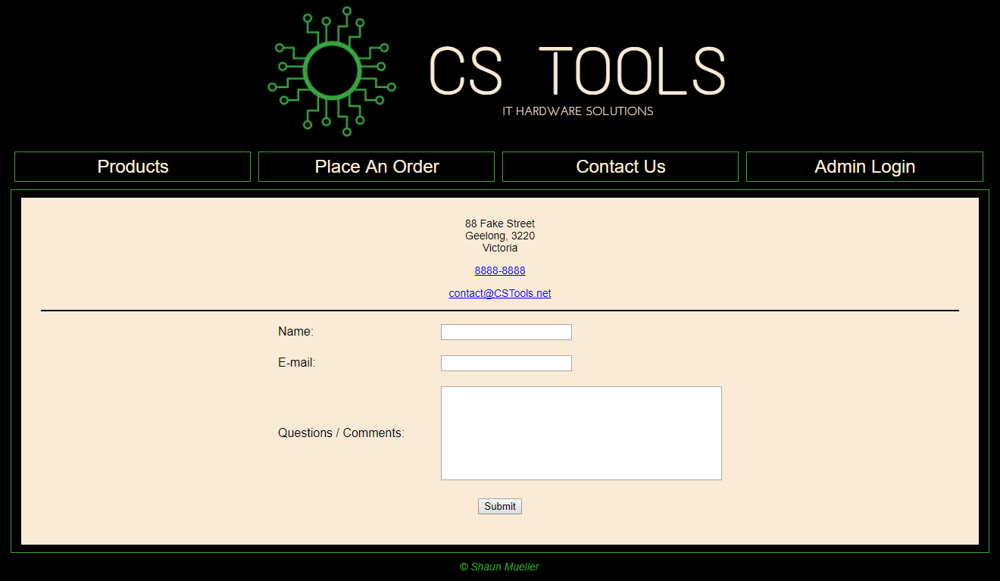 CS TOOLS
IT HARDWARE SOLUTIONS
Products
Place An Order
Contact Us
Admin Login
88 Fake Street
Geelong, 3220
Victoria
8888-8888
contact@CSTools.net
Name:
E-mail:
Questions / Comments:
Submit
© Shaun Mueller